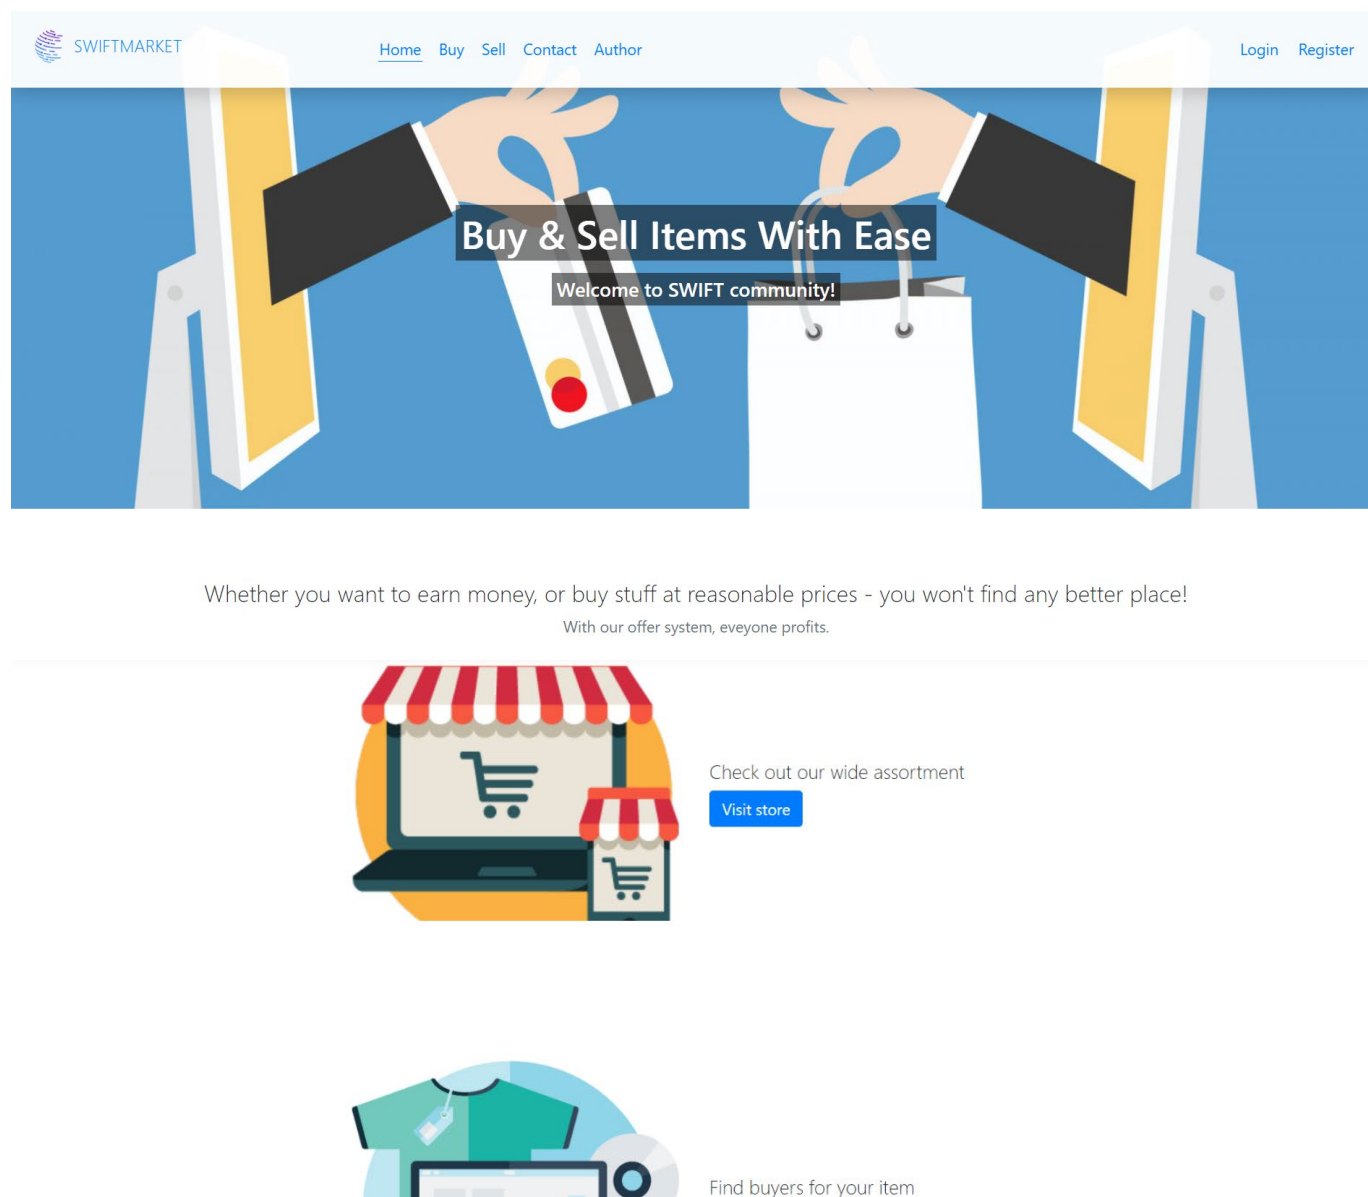 SWIFTMARKET
Home Buy Sell Contact Author
Login Register
Buy & Sell Items With Ease
Welcome to SWIFT community!
Whether you want to earn money, or buy stuff at reasonable prices - you won't find any better place!
With our offer system, eveyone profits.
Check out our wide assortment
Visit store
Find buyers for your item